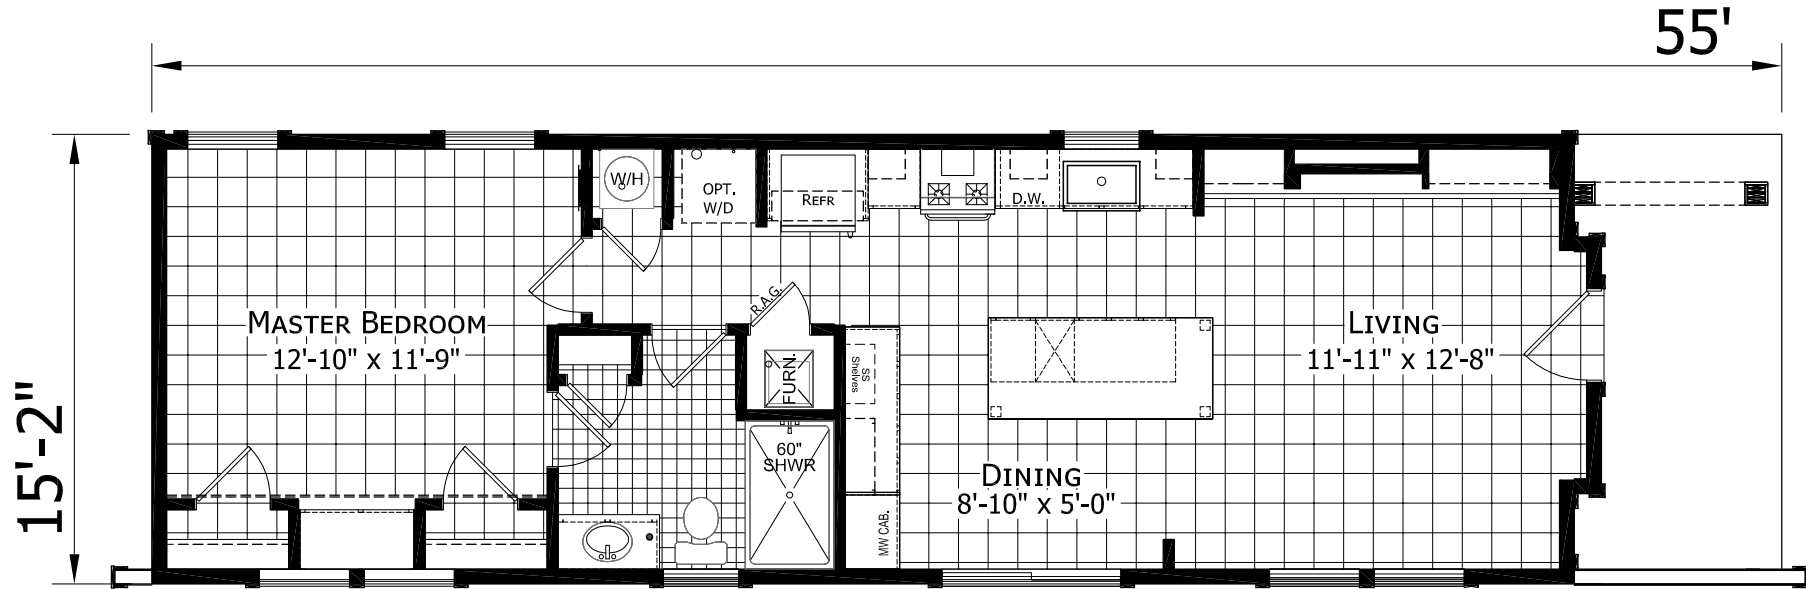 55'
15'-2"
W/H
OPT.
W/D
REFR
D.W.
R.A.G.
MASTER BEDROOM
12'-10" x 11'-9"
LIVING
11'-11" x 12'-8"
FURN.
SS
Shelves
60"
SHWR
DINING
8'-10" x 5'-0"
MW CAB.